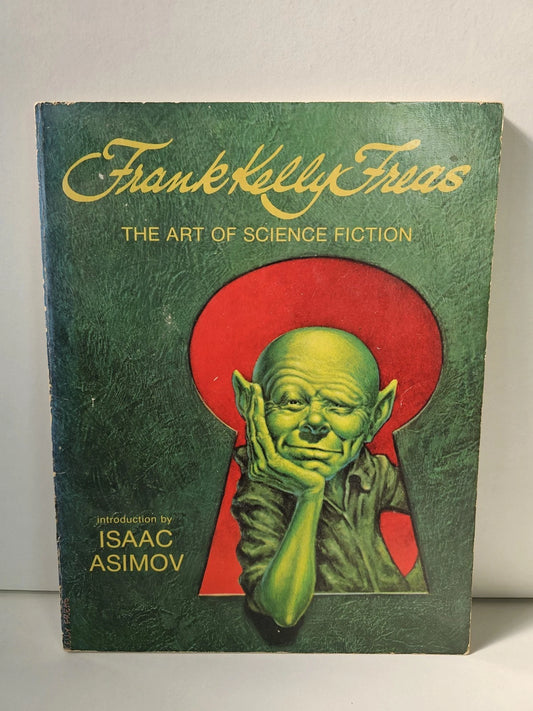 Frank Kelly Freas
THE ART OF SCIENCE FICTION
introduction by
ISAAC
ASIMOV